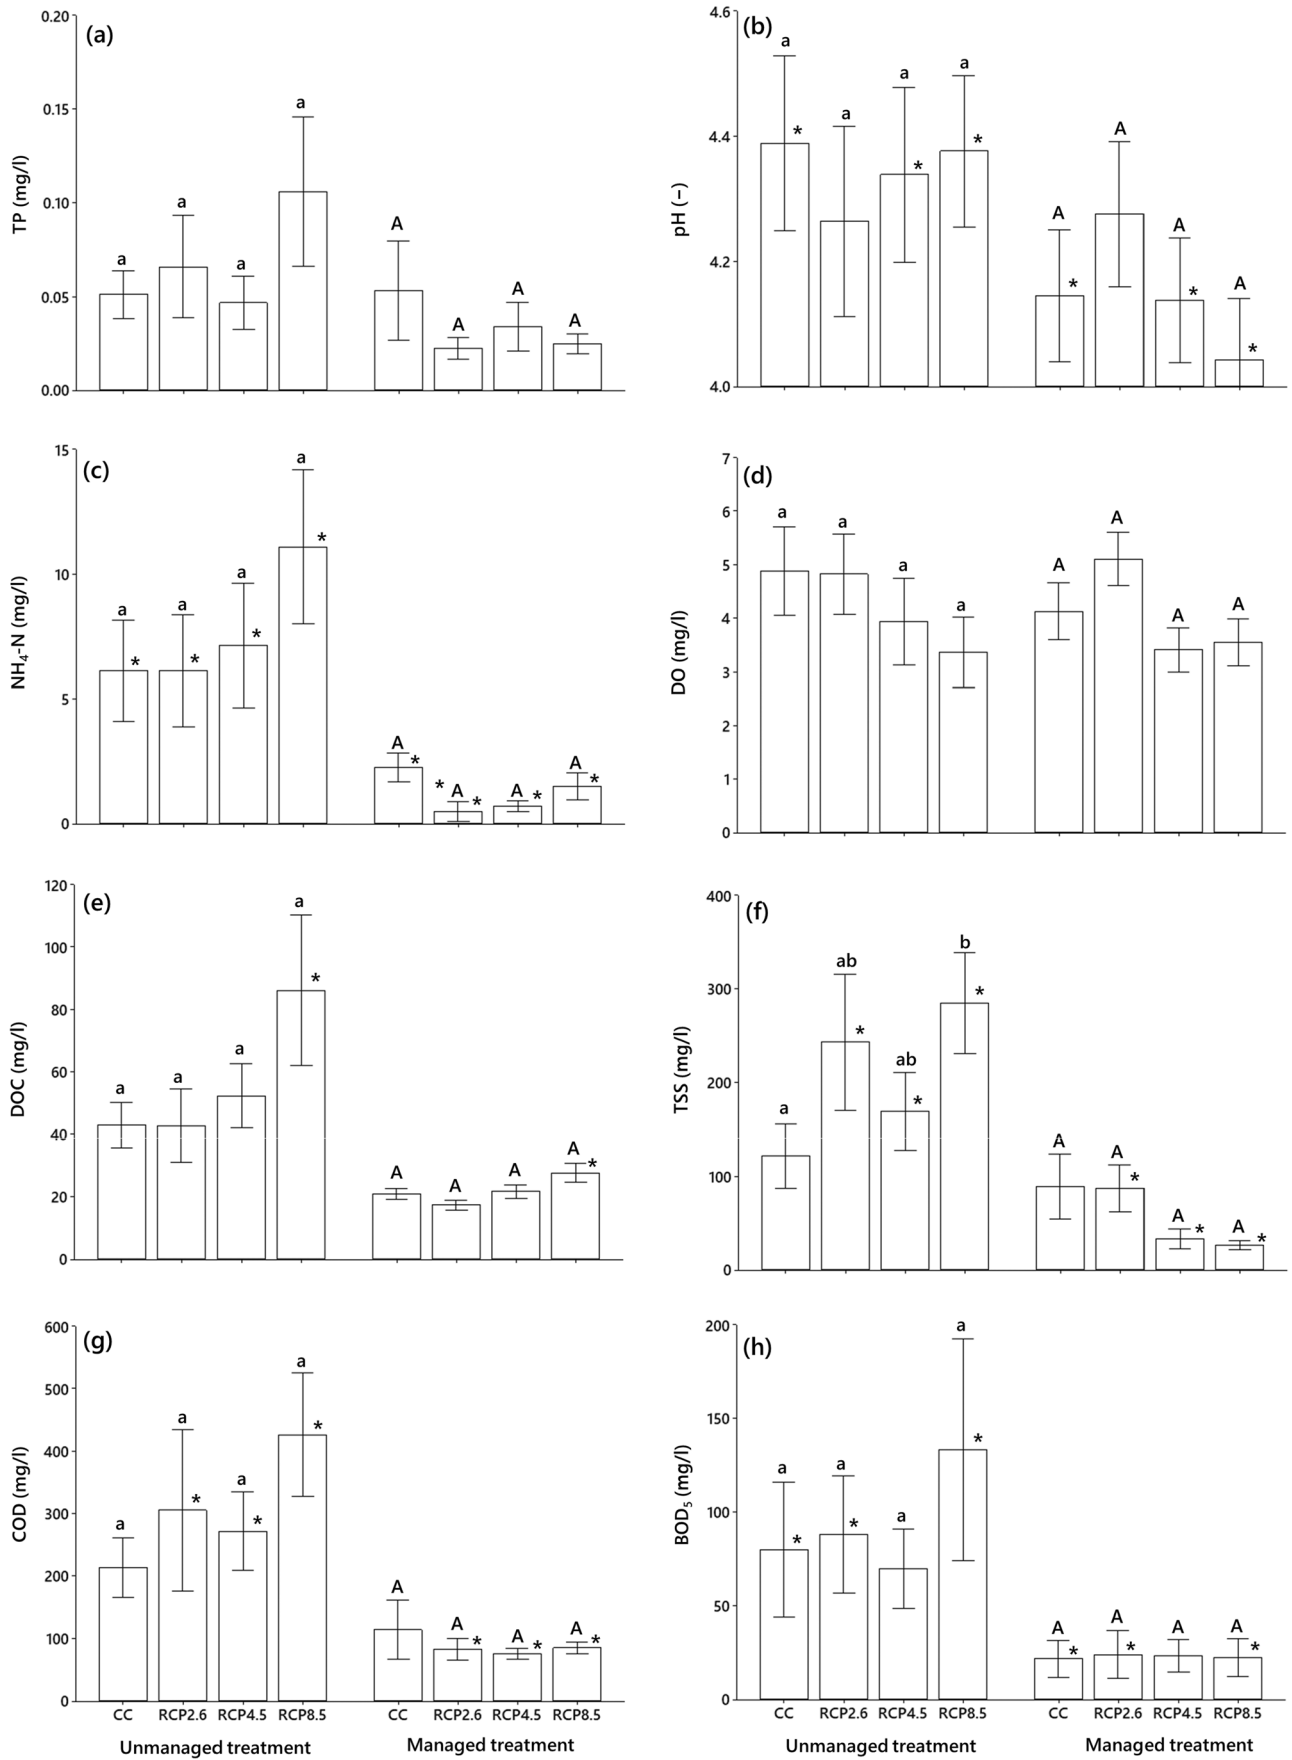 (a)
TP (mg/l)
0.20
0.15
0.10
0.05
0.00
a a a a A A A A
(b)
pH (−)
4.6
4.4
4.2
4.0
a * a a * a * A * A A * A *
(c)
NH4-N (mg/l)
15
10
5
0
a * a * a * a * A * * A * A * A *
(d)
DO (mg/l)
7
6
5
4
3
2
1
0
a a a a A A A A
(e)
DOC (mg/l)
120
100
80
60
40
20
0
a a a a * A A A A *
(f)
TSS (mg/l)
400
300
200
100
0
a ab * ab * b * A A * A * A *
(g)
COD (mg/l)
600
500
400
300
200
100
0
a a * a * a * A A * A * A *
CC RCP2.6 RCP4.5 RCP8.5 CC RCP2.6 RCP4.5 RCP8.5
Unmanaged treatment Managed treatment
(h)
BOD5 (mg/l)
200
150
100
50
0
a * a * a a * A * A * A A *
CC RCP2.6 RCP4.5 RCP8.5 CC RCP2.6 RCP4.5 RCP8.5
Unmanaged treatment Managed treatment